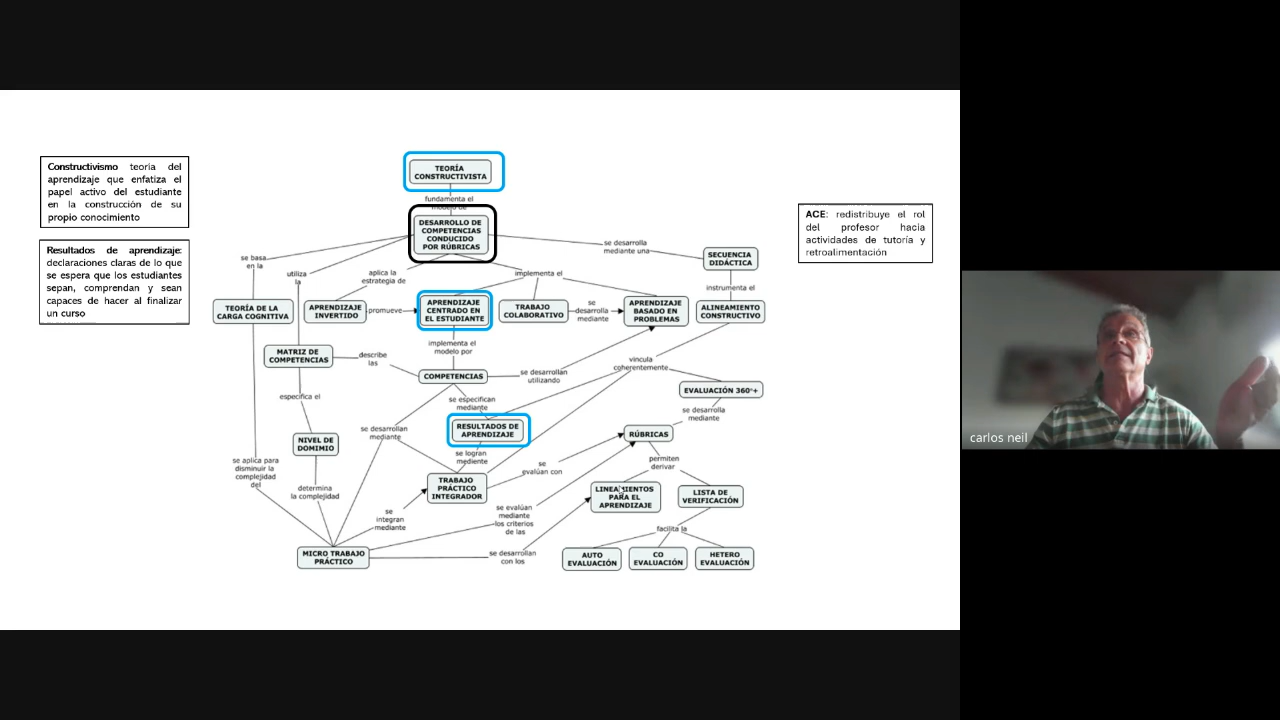 Constructivismo teoría del
aprendizaje que enfatiza el
papel activo del estudiante
en la construcción de su
propio conocimiento
Resultados de aprendizaje:
declaraciones claras de lo que
se espera que los estudiantes
sepan, comprendan y sean
capaces de hacer al finalizar
un curso
TEORÍA
CONSTRUCTIVISTA
fundamenta el
modelo de
DESARROLLO DE
COMPETENCIAS
CONDUCIDO
POR RÚBRICAS
ACE: redistribuye el rol
del profesor hacia
actividades de tutoría y
retroalimentación
se basa
en la
utiliza
la
aplica la
estrategia de
implementa el
se desarrolla
mediante una
SECUENCIA
DIDÁCTICA
instrumenta el
TEORÍA DE LA
CARGA COGNITIVA
APRENDIZAJE
INVERTIDO
promueve
APRENDIZAJE
CENTRADO EN
EL ESTUDIANTE
TRABAJO
COLABORATIVO
se
desarrolla
mediante
APRENDIZAJE
BASADO EN
PROBLEMAS
ALINEAMIENTO
CONSTRUCTIVO
MATRIZ DE
COMPETENCIAS
describe
las
implementa el
modelo por
COMPETENCIAS
se desarrollan
utilizando
vincula
coherentemente
EVALUACIÓN 360°+
especifica el
se especifican
mediante
se desarrolla
mediante
NIVEL DE
DOMIMIO
se desarrollan
mediante
RESULTADOS DE
APRENDIZAJE
RÚBRICAS
se aplica para
disminuir la
complejidad
del
se logran
mediante
se
evalúan con
permiten
derivar
determina
la complejidad
TRABAJO
PRÁCTICO
INTEGRADOR
LINEAMIENTOS
PARA EL
APRENDIZAJE
LISTA DE
VERIFICACIÓN
se
integran
mediante
se evalúan
mediante
los criterios
de las
facilita la
MICRO TRABAJO
PRÁCTICO
se desarrollan
con los
AUTO
EVALUACIÓN
CO
EVALUACIÓN
HETERO
EVALUACIÓN
carlos neil